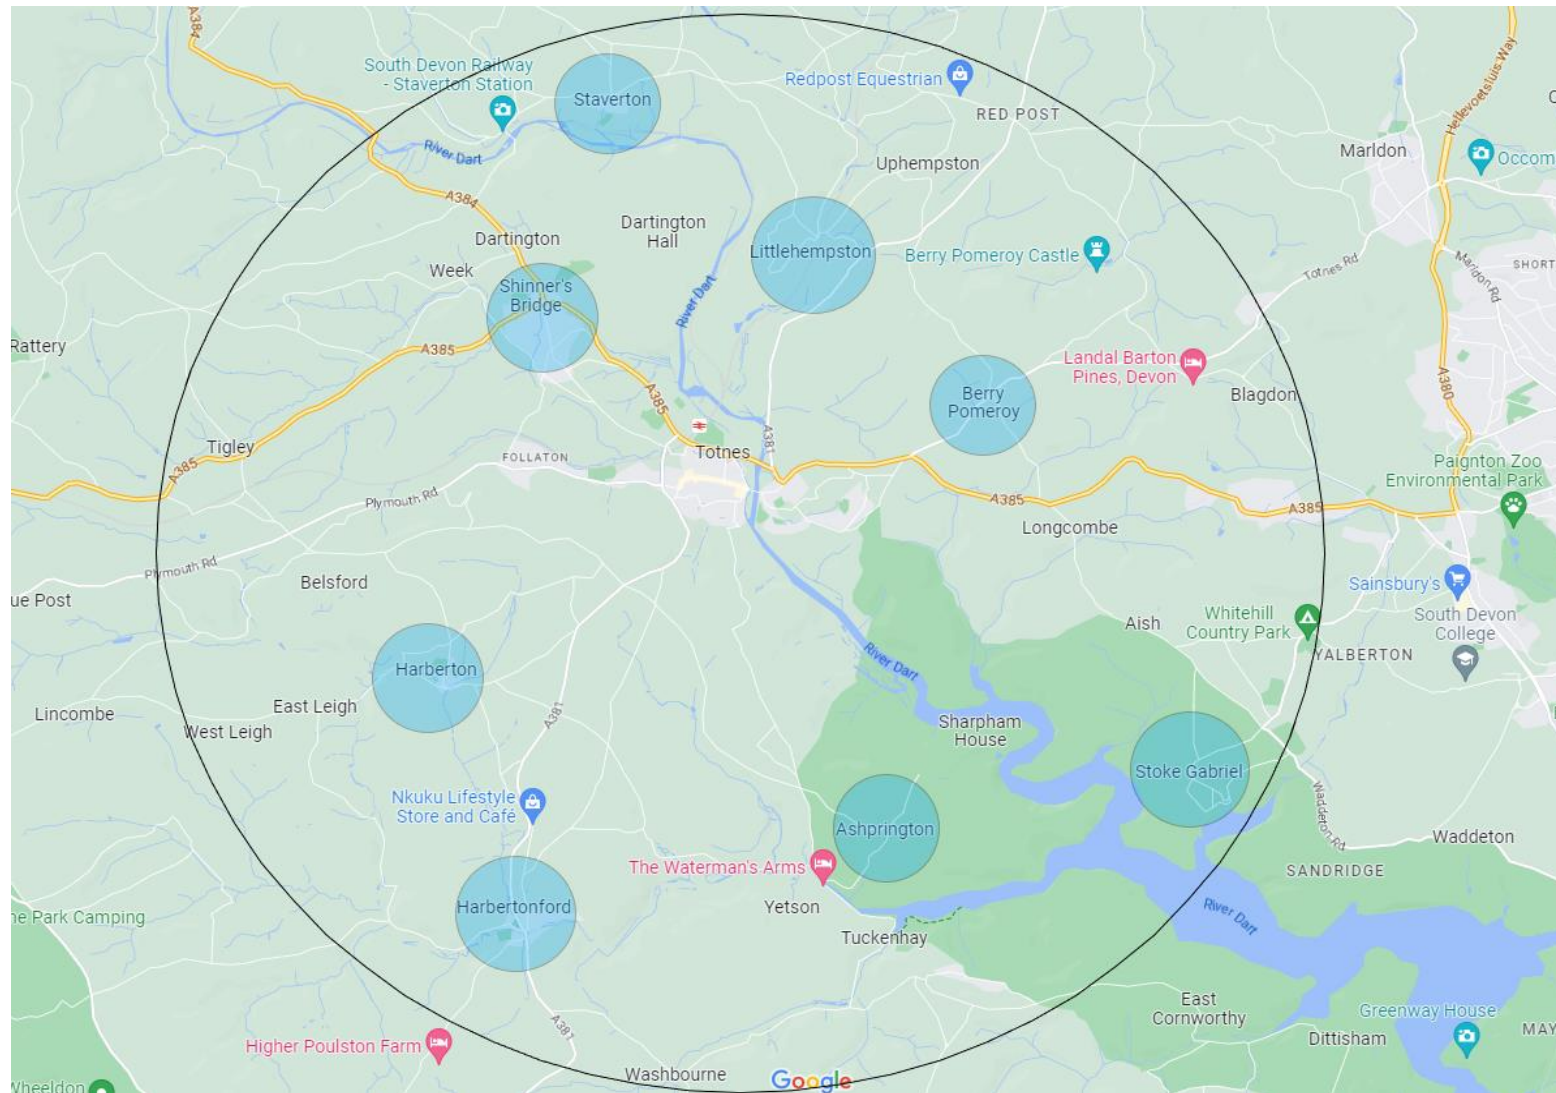 A384
South Devon Railway
- Staverton Station
Staverton
Redpost Equestrian
RED POST
Hellevoetsluis Way
River Dart
Uphempston
Marldon
Occom
A384
Dartington
Dartington
Hall
Week
Littlehempston
Berry Pomeroy Castle
Totnes Rd
Marldon Rd
SHORT
Shinner's
Bridge
River Dart
Rattery
A385
A385
Landal Barton
Pines, Devon
Berry
Pomeroy
Blagdon
A380
Tigley
A385
FOLLATON
Totnes
A381
Paignton Zoo
Environmental Park
Plymouth Rd
A385
A385
Longcombe
Plymouth Rd
Belsford
ue Post
Sainsbury's
South Devon
College
Whitehill
Country Park
Aish
YALBERTON
Harberton
River Dart
East Leigh
Lincombe
West Leigh
A381
Sharpham
House
Stoke Gabriel
Nkuku Lifestyle
Store and Café
Waddeton Rd
Ashprington
Waddeton
The Waterman's Arms
SANDRIDGE
Harbertonford
Yetson
River Dart
ne Park Camping
Tuckenhay
East
Cornworthy
Greenway House
A381
Higher Poulston Farm
Dittisham
MAY
Washbourne
Google
Wheeldon